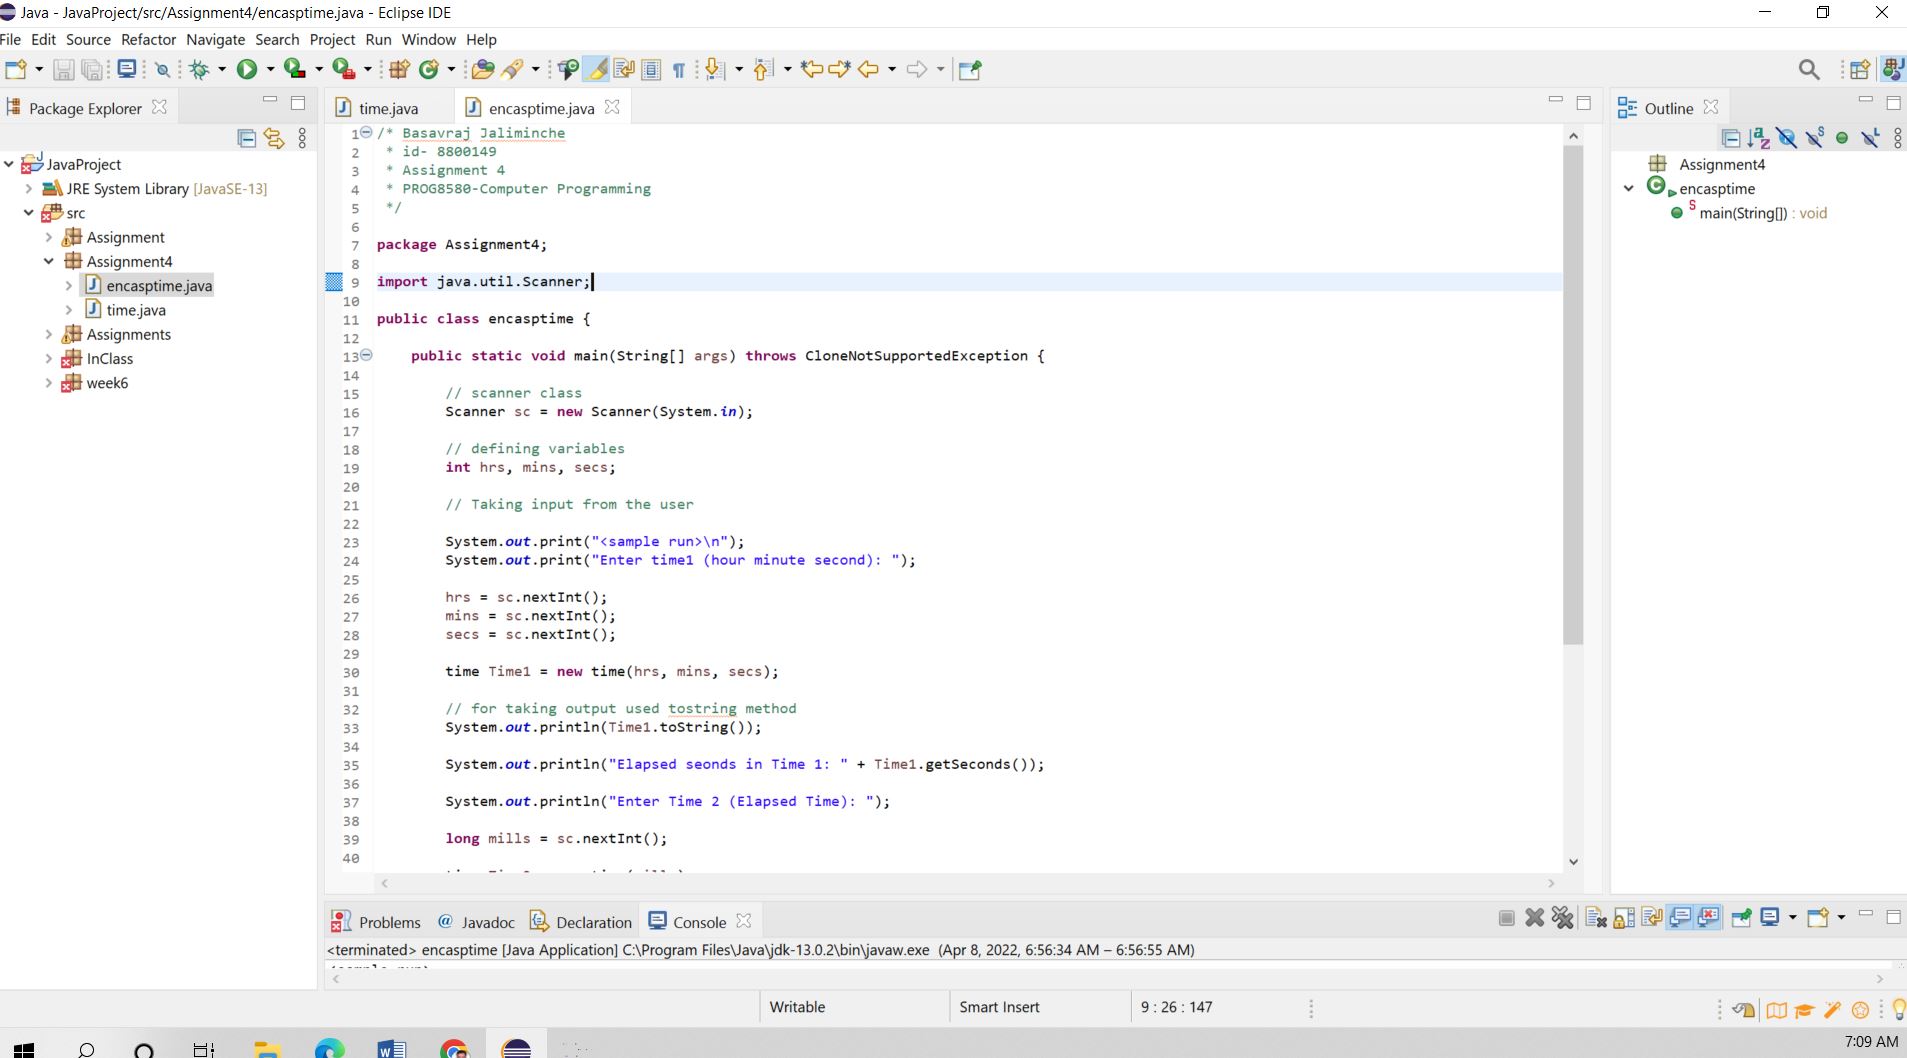 Java - JavaProject/src/Assignment4/encasptime.java - Eclipse IDE
File Edit Source Refactor Navigate Search Project Run Window Help
Package Explorer
JavaProject
JRE System Library [JavaSE-13]
src
Assignment
Assignment4
encasptime.java
time.java
Assignments
InClass
week6
time.java
encasptime.java
1 /* Basavraj Jaliminche
2 * id- 8800149
3 * Assignment 4
4 * PROG8580-Computer Programming
5 */
6
7 package Assignment4;
8
9 import java.util.Scanner;
10
11 public class encasptime {
12
13 public static void main(String[] args) throws CloneNotSupportedException {
14
15 // scanner class
16 Scanner sc = new Scanner(System.in);
17
18 // defining variables
19 int hrs, mins, secs;
20
21 // Taking input from the user
22
23 System.out.print("<sample run>\n");
24 System.out.print("Enter time1 (hour minute second): ");
25
26 hrs = sc.nextInt();
27 mins = sc.nextInt();
28 secs = sc.nextInt();
29
30 time Time1 = new time(hrs, mins, secs);
31
32 // for taking output used tostring method
33 System.out.println(Time1.toString());
34
35 System.out.println("Elapsed seonds in Time 1: " + Time1.getSeconds());
36
37 System.out.println("Enter Time 2 (Elapsed Time): ");
38
39 long mills = sc.nextInt();
40
Outline
Assignment4
encasptime
main(String[]) : void
Problems @ Javadoc Declaration Console
<terminated> encasptime [Java Application] C:\Program Files\Java\jdk-13.0.2\bin\javaw.exe (Apr 8, 2022, 6:56:34 AM – 6:56:55 AM)
Writable
Smart Insert
9 : 26 : 147
7:09 AM